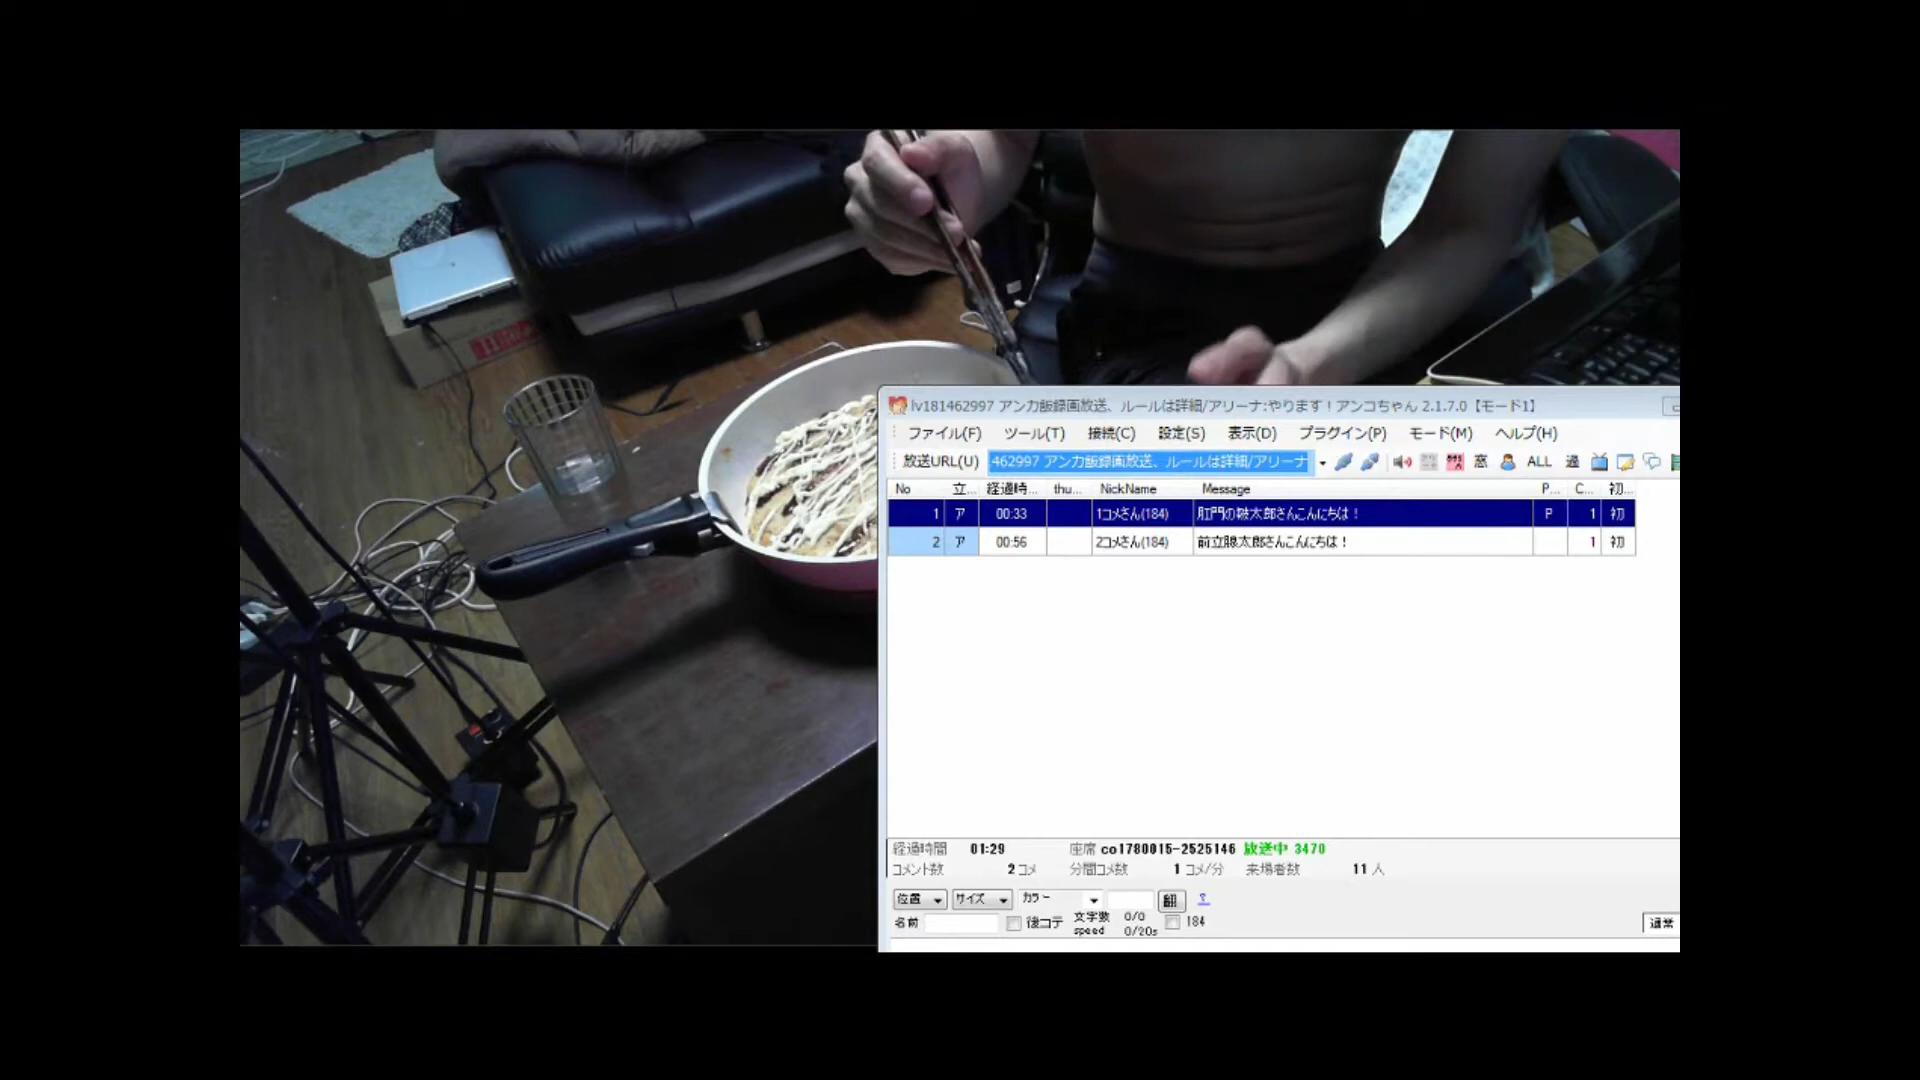 lv181462997 アンカ飯録画放送、ルールは詳細/アリーナ:やります！アンコちゃん 2.1.7.0【モード1】
ファイル(F) ツール(T) 接続(C) 設定(S) 表示(D) プラグイン(P) モード(M) ヘルプ(H)
放送URL(U) 462997 アンカ飯録画放送、ルールは詳細/アリーナ 窓 ALL 過
No 立... 経過時... thu... NickName Message P... C... 初...
1 ア 00:33 1コメさん(184) 肛門の皺太郎さんこんにちは！ P 1 初
2 ア 00:56 2コメさん(184) 前立腺太郎さんこんにちは！ 1 初
経過時間 01:29 座席 co1780015-2525146 放送中 3470
コメント数 2 コメ 分間コメ数 1 コメ/分 来場者数 11 人
位置 サイズ カラー 翻 ?
名前 後コテ 文字数 0/0 184 通常
speed 0/20s